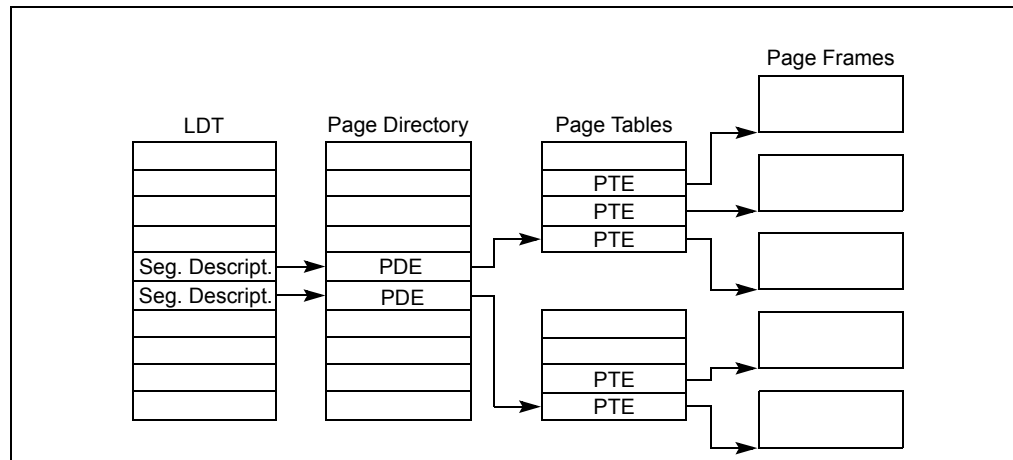 Page Frames
LDT Page Directory Page Tables
PTE
PTE
PTE
Seg. Descript. PDE
Seg. Descript. PDE
PTE
PTE